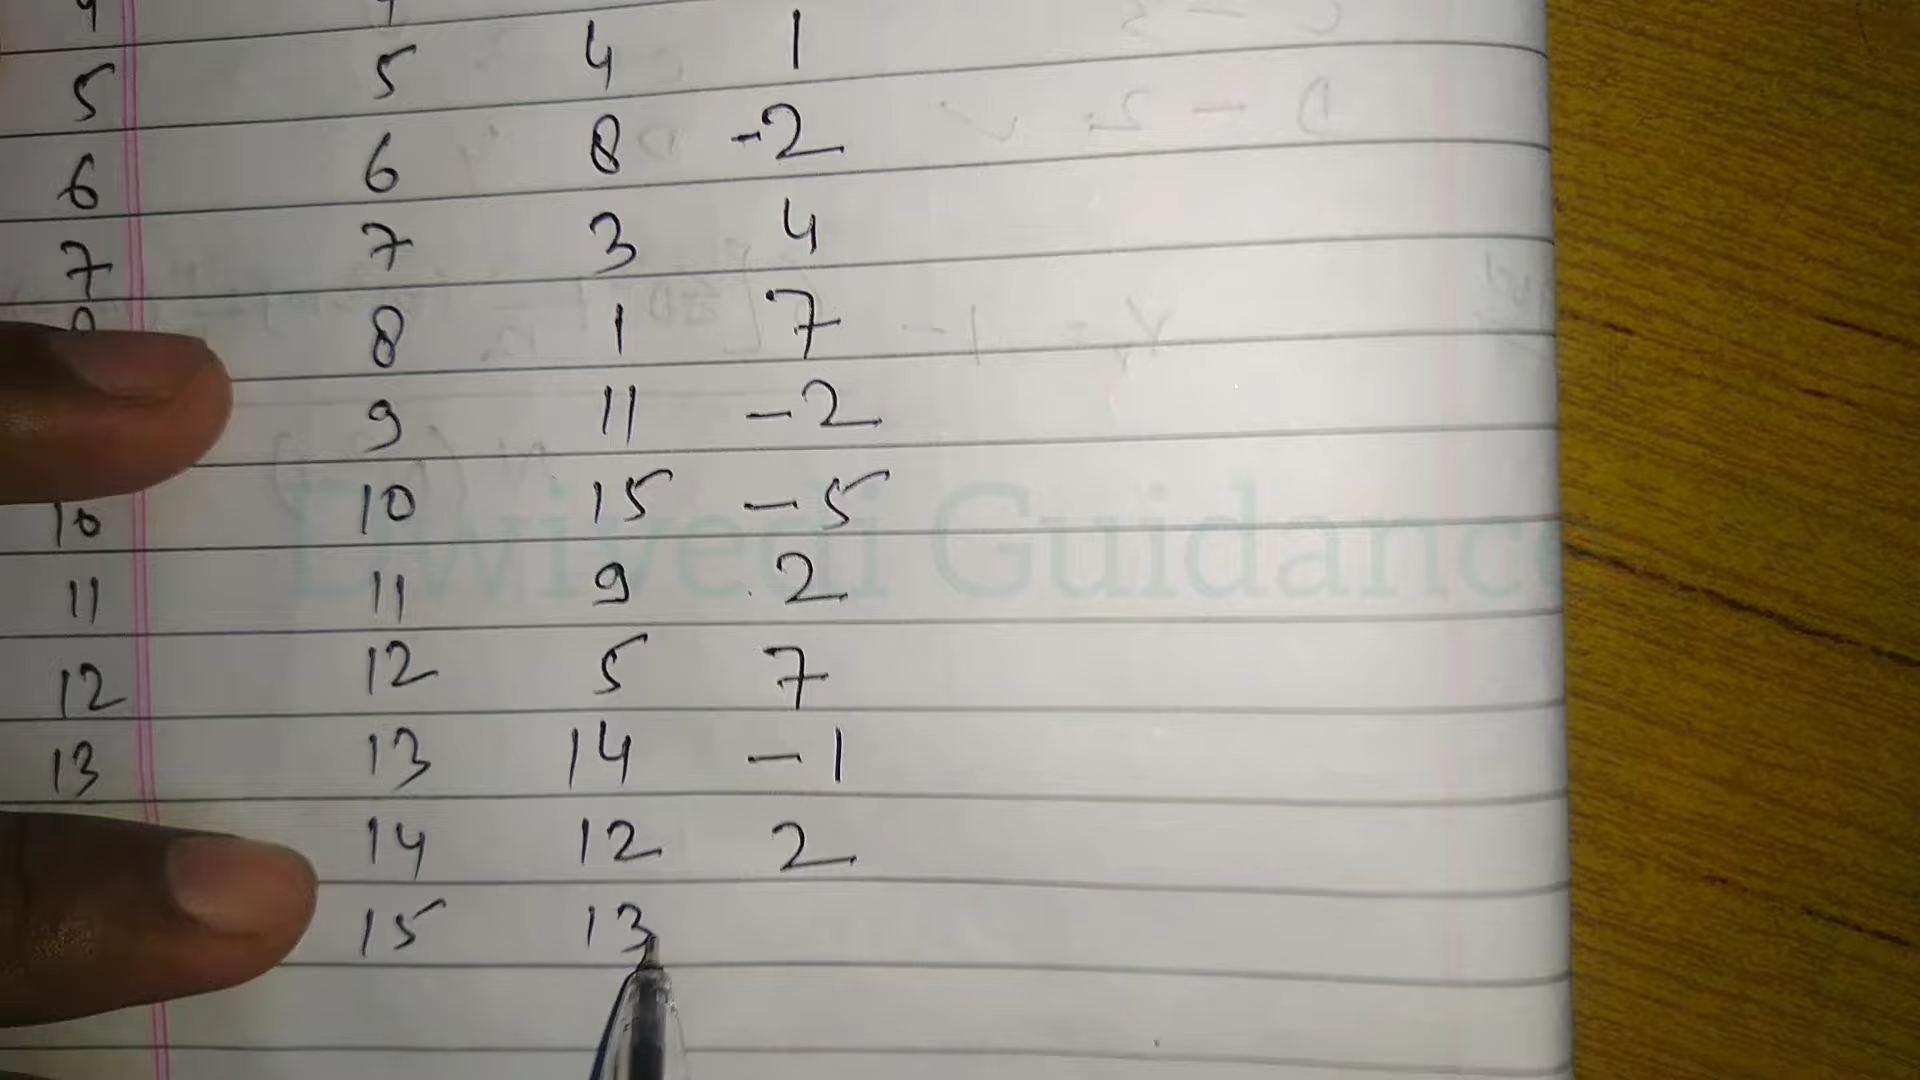 5 5 4 1
6 6 8 -2
7 7 3 4
8 1 7
9 11 -2
10 10 15 -5
11 11 9 2
12 12 5 7
13 13 14 -1
14 12 2
15 13
Dwivedi Guidance